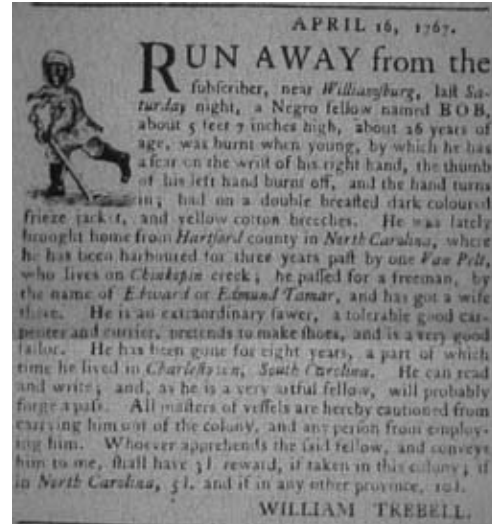 APRIL 16, 1767.
RUN AWAY from the
ſubſcriber, near Williamſburg, laſt Sa-
turday night, a Negro fellow named BOB,
about 5 feet 7 inches high, about 26 years of
age, was burnt when young, by which he has
a ſcar on the wriſt of his right hand, the thumb
of his left hand burnt off, and the hand turns
in; had on a double breaſted dark coloured
frieze jacket, and yellow cotton breeches. He was lately
brought home from Hartford county in North Carolina, where
he has been harboured for three years paſt by one Van Pelt,
who lives on Chinkopin creek; he paſſed for a freeman, by
the name of Edward or Edmund Tamar, and has got a wife
there. He is an extraordinary ſawer, a tolerable good car-
penter and currier, pretends to make ſhoes, and is a very good
ſailor. He has been gone for eight years, a part of which
time he lived in Charleſtown, South Carolina. He can read
and write; and, as he is a very artful fellow, will probably
forge a paſs. All maſters of veſſels are hereby cautioned from
carrying him out of the colony, and any perſon from employ-
ing him. Whoever apprehends the ſaid fellow, and conveys
him to me, ſhall have 3l. reward, if taken in this colony; if
in North Carolina, 5l. and if in any other province, 10l.
WILLIAM TREBELL.